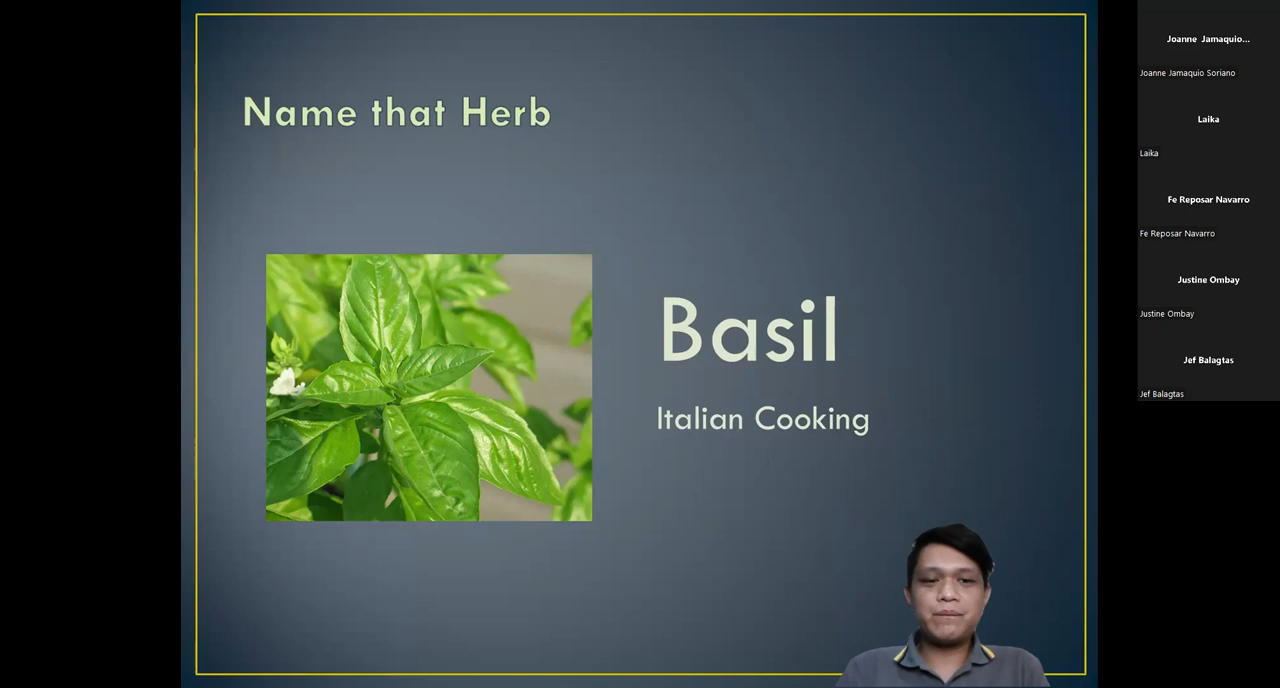 Name that Herb
Basil
Italian Cooking
Joanne Jamaquio...
Joanne Jamaquio Soriano
Laika
Laika
Fe Reposar Navarro
Fe Reposar Navarro
Justine Ombay
Justine Ombay
Jef Balagtas
Jef Balagtas